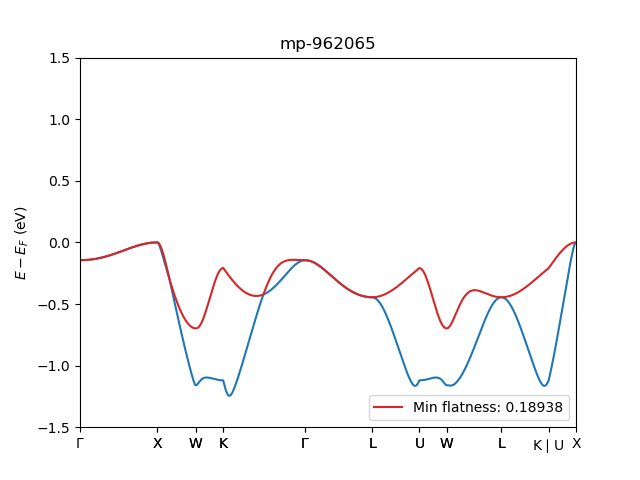 mp-962065
E − E_F (eV)
1.5
1.0
0.5
0.0
−0.5
−1.0
−1.5
Min flatness: 0.18938
Γ X W K Γ L U W L K | U X